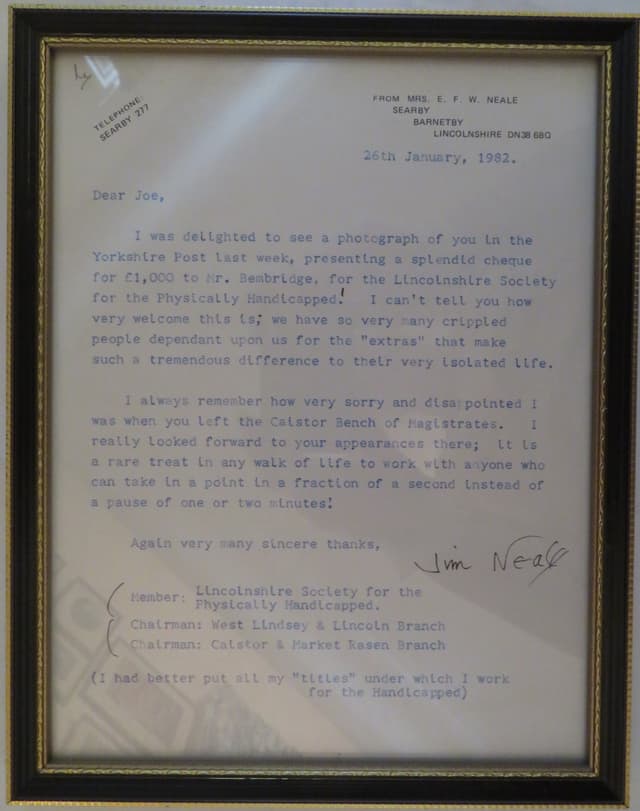 TELEPHONE:
SEARBY 277
FROM MRS. E. F. W. NEALE
SEARBY
BARNETBY
LINCOLNSHIRE DN38 6BQ
26th January, 1982.
Dear Joe,
I was delighted to see a photograph of you in the
Yorkshire Post last week, presenting a splendid cheque
for £1,000 to Mr. Bembridge, for the Lincolnshire Society
for the Physically Handicapped! I can't tell you how
very welcome this is; we have so very many crippled
people dependant upon us for the "extras" that make
such a tremendous difference to their very isolated life.
I always remember how very sorry and disappointed I
was when you left the Caistor Bench of Magistrates. I
really looked forward to your appearances there; it is
a rare treat in any walk of life to work with anyone who
can take in a point in a fraction of a second instead of
a pause of one or two minutes!
Again very many sincere thanks,
Jim Neale
Member: Lincolnshire Society for the
Physically Handicapped.
Chairman: West Lindsey & Lincoln Branch
Chairman: Caistor & Market Rasen Branch
(I had better put all my "titles" under which I work
for the Handicapped)